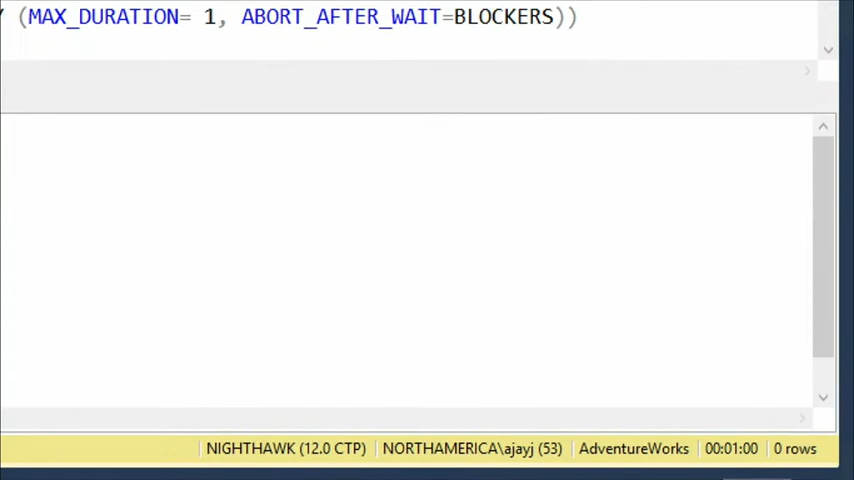 (MAX_DURATION= 1, ABORT_AFTER_WAIT=BLOCKERS))
NIGHTHAWK (12.0 CTP) NORTHAMERICA\ajayj (53) AdventureWorks 00:01:00 0 rows